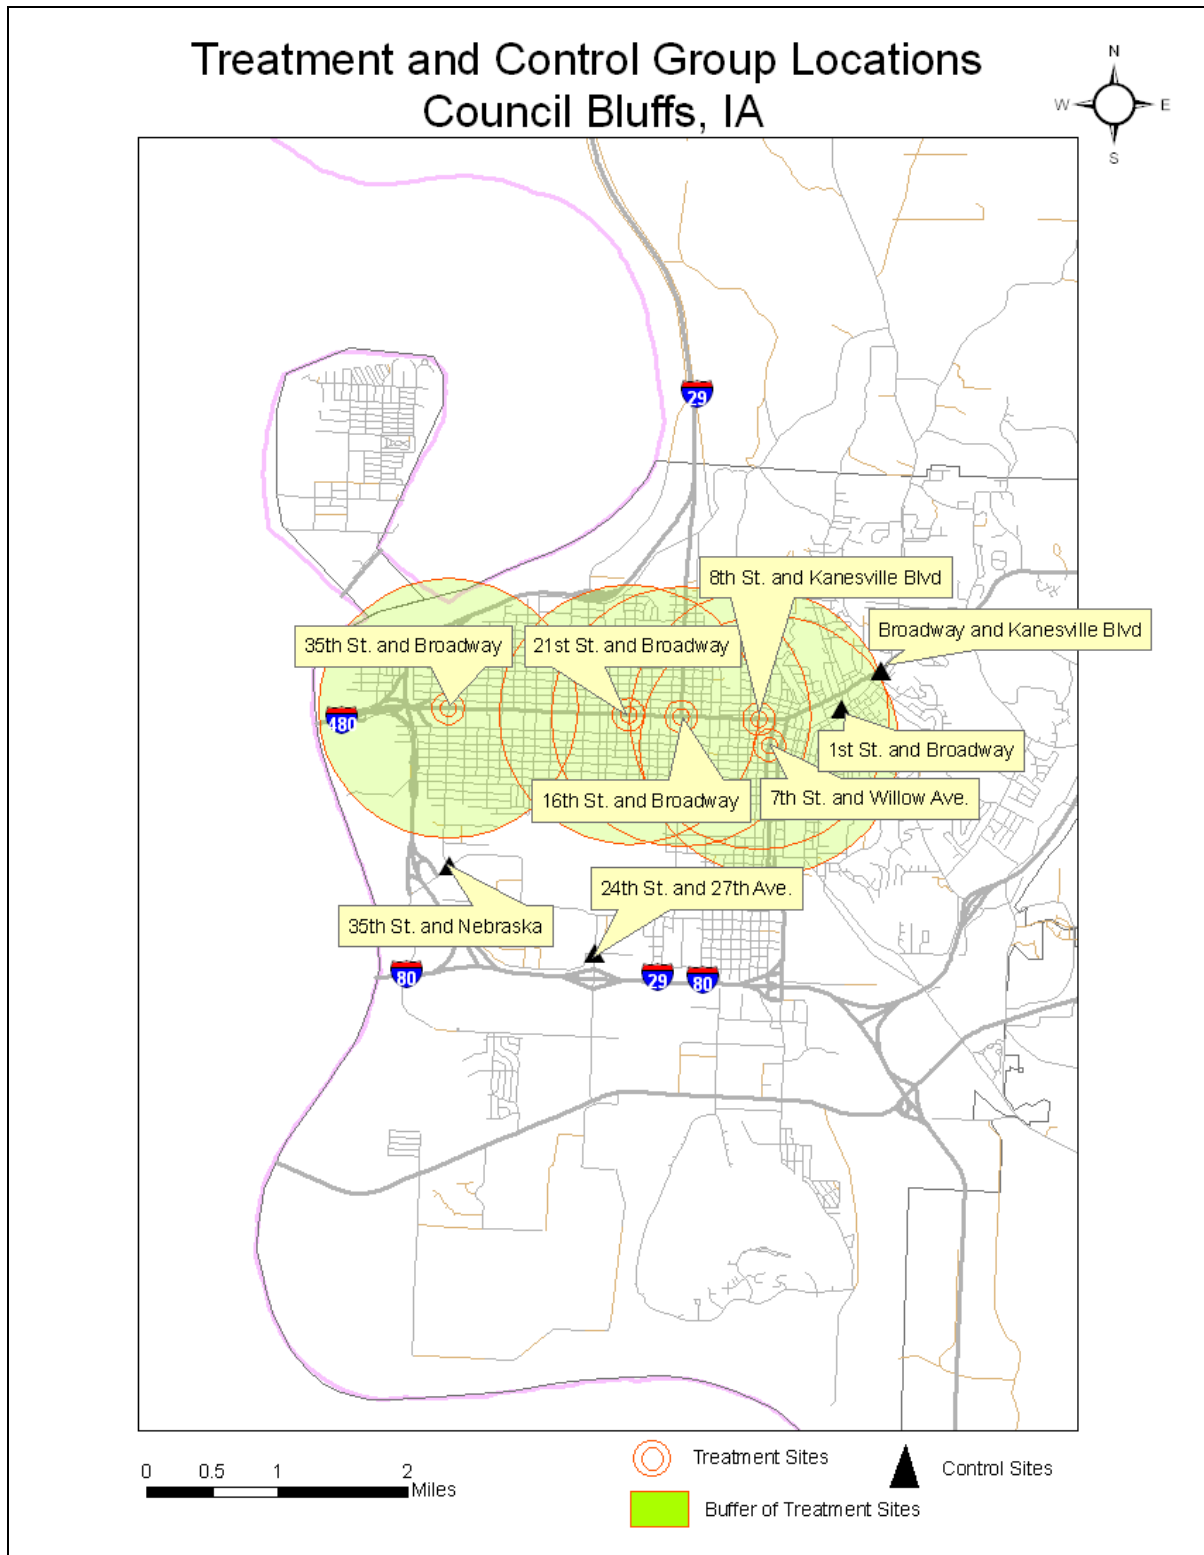 Treatment and Control Group Locations
Council Bluffs, IA
N
W
E
S
29
8th St. and Kanesville Blvd
Broadway and Kanesville Blvd
35th St. and Broadway
21st St. and Broadway
480
1st St. and Broadway
16th St. and Broadway
7th St. and Willow Ave.
24th St. and 27th Ave.
35th St. and Nebraska
80
29
80
0 0.5 1 2
Miles
Treatment Sites
Control Sites
Buffer of Treatment Sites